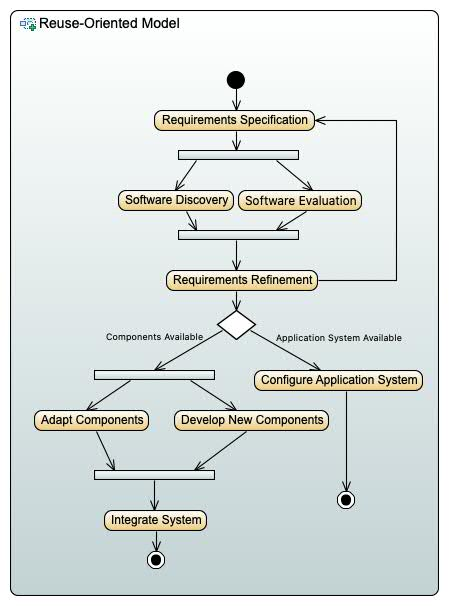 Reuse-Oriented Model
Requirements Specification
Software Discovery
Software Evaluation
Requirements Refinement
Components Available
Application System Available
Configure Application System
Adapt Components
Develop New Components
Integrate System